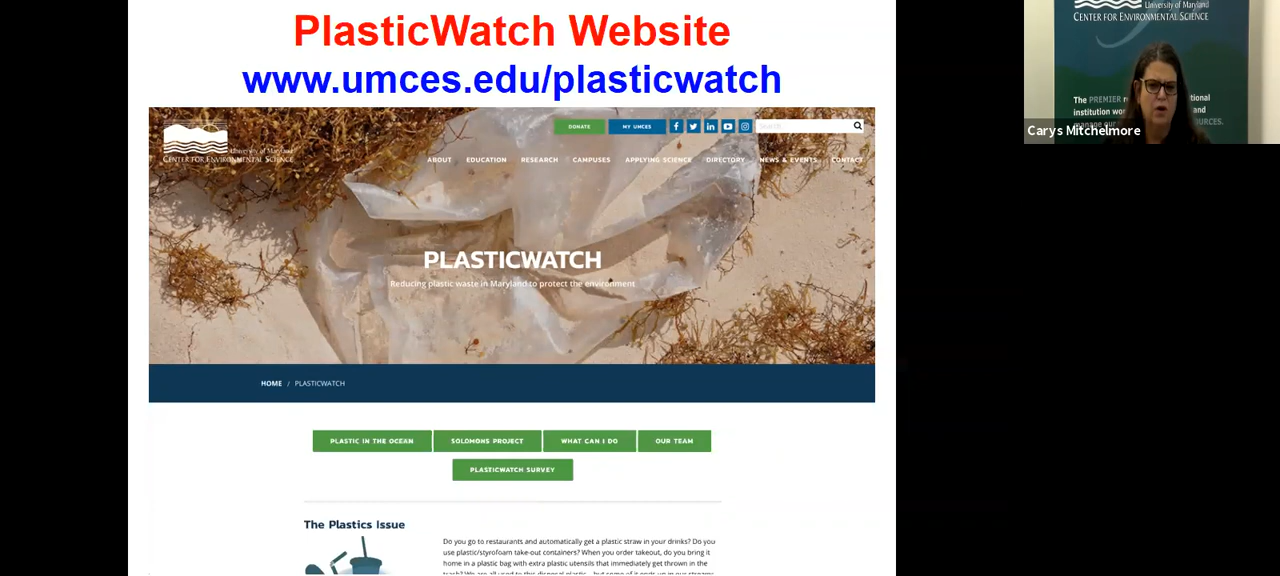 PlasticWatch Website
www.umces.edu/plasticwatch
University of Maryland
CENTER FOR ENVIRONMENTAL SCIENCE
DONATE
MY UMCES
ABOUT
EDUCATION
RESEARCH
CAMPUSES
APPLYING SCIENCE
DIRECTORY
NEWS & EVENTS
CONTACT
PLASTICWATCH
Reducing plastic waste in Maryland to protect the environment
HOME / PLASTICWATCH
PLASTIC IN THE OCEAN
SOLOMONS PROJECT
WHAT CAN I DO
OUR TEAM
PLASTICWATCH SURVEY
The Plastics Issue
Do you go to restaurants and automatically get a plastic straw in your drinks? Do you
use plastic/styrofoam take-out containers? When you order takeout, do you bring it
home in a plastic bag with extra plastic utensils that immediately get thrown in the
University of Maryland
CENTER FOR ENVIRONMENTAL SCIENCE
The PREMIER
institution
Carys Mitchelmore